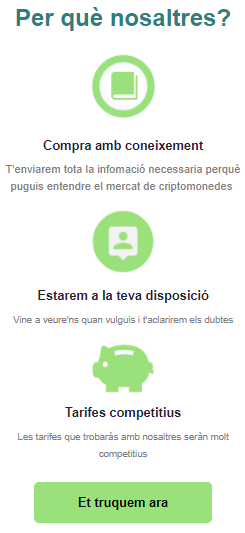 Per què nosaltres?
Compra amb coneixement
T'enviarem tota la infomació necessaria perquè
puguis entendre el mercat de criptomonedes
Estarem a la teva disposició
Vine a veure'ns quan vulguis i t'aclarirem els dubtes
Tarifes competitius
Les tarifes que trobaràs amb nosaltres seràn molt
competitius
Et truquem ara